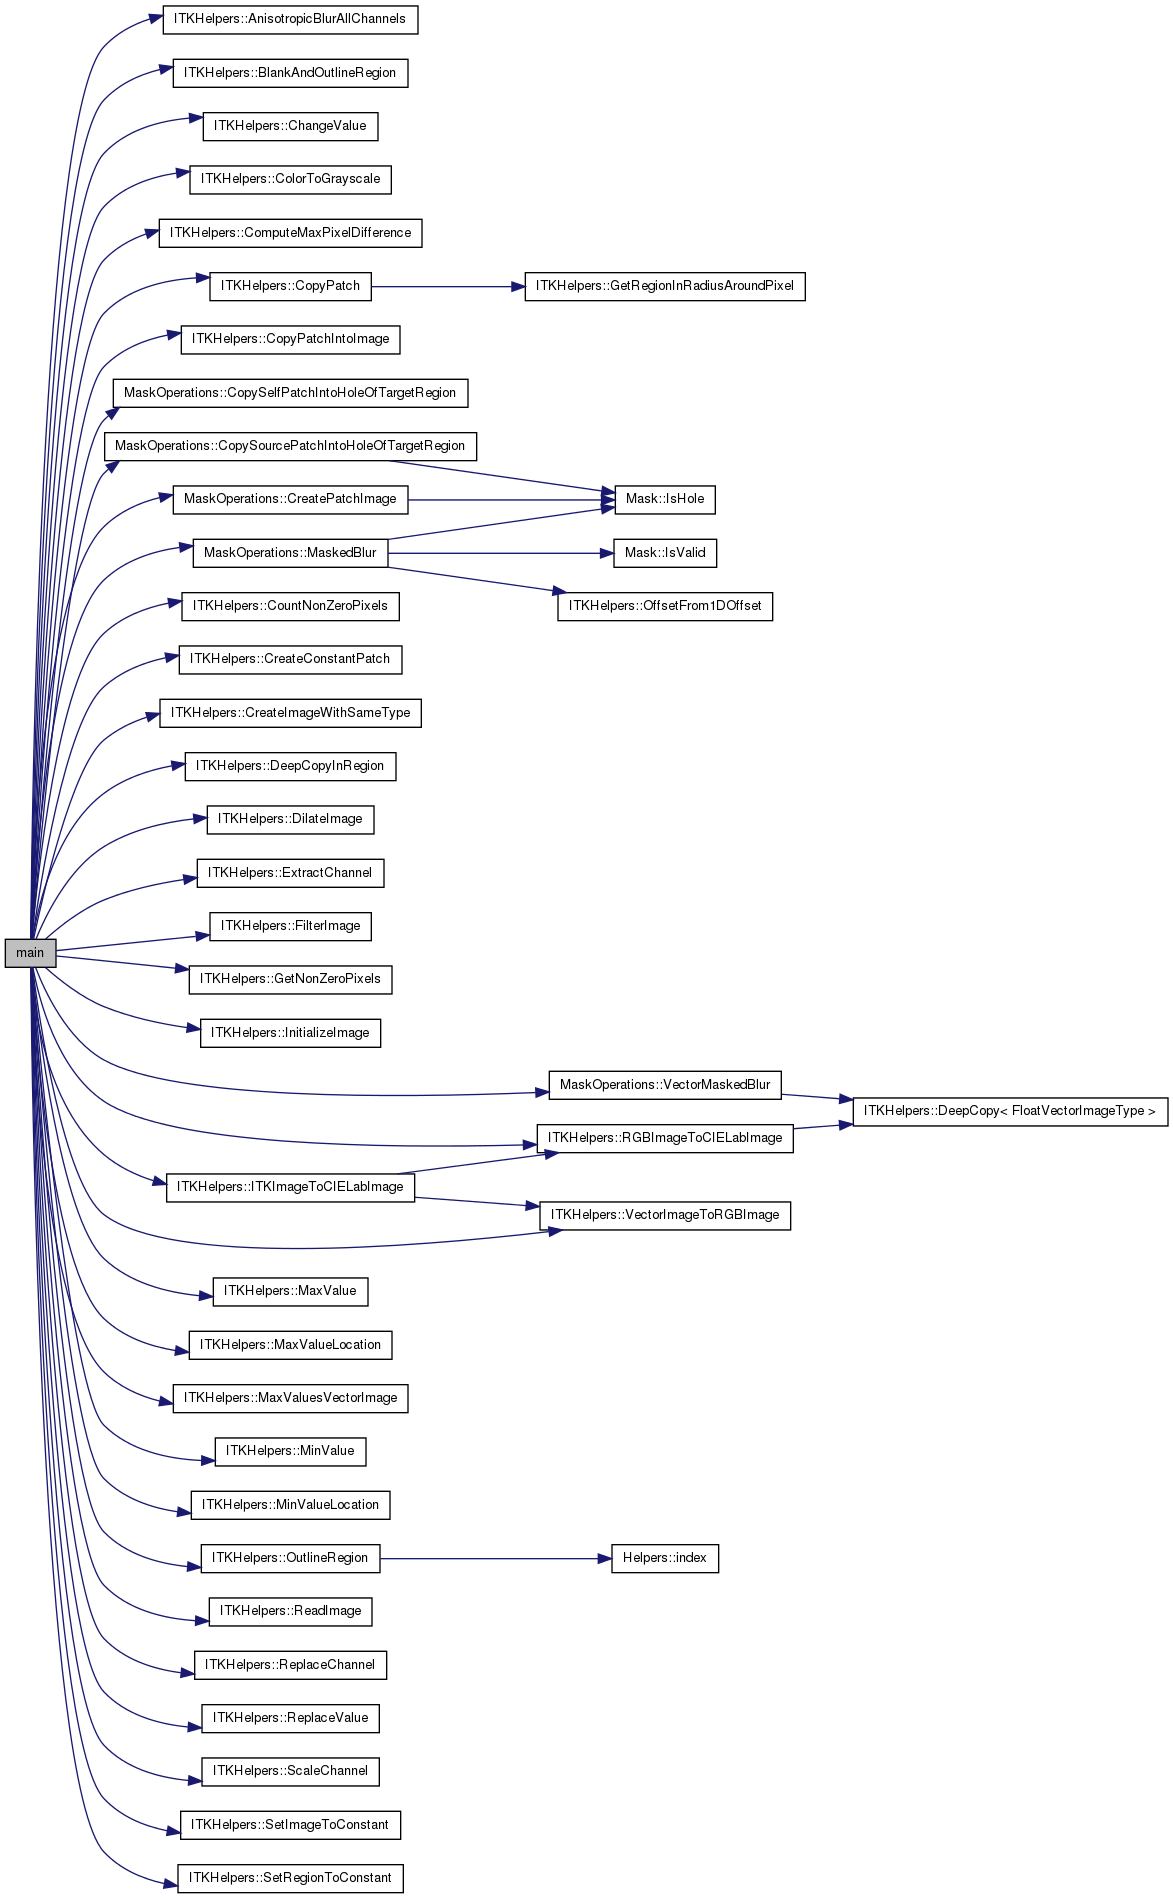 ITKHelpers::AnisotropicBlurAllChannels
ITKHelpers::BlankAndOutlineRegion
ITKHelpers::ChangeValue
ITKHelpers::ColorToGrayscale
ITKHelpers::ComputeMaxPixelDifference
ITKHelpers::CopyPatch
ITKHelpers::GetRegionInRadiusAroundPixel
ITKHelpers::CopyPatchIntoImage
MaskOperations::CopySelfPatchIntoHoleOfTargetRegion
MaskOperations::CopySourcePatchIntoHoleOfTargetRegion
MaskOperations::CreatePatchImage
Mask::IsHole
MaskOperations::MaskedBlur
Mask::IsValid
ITKHelpers::CountNonZeroPixels
ITKHelpers::OffsetFrom1DOffset
ITKHelpers::CreateConstantPatch
ITKHelpers::CreateImageWithSameType
ITKHelpers::DeepCopyInRegion
ITKHelpers::DilateImage
ITKHelpers::ExtractChannel
ITKHelpers::FilterImage
main
ITKHelpers::GetNonZeroPixels
ITKHelpers::InitializeImage
MaskOperations::VectorMaskedBlur
ITKHelpers::DeepCopy< FloatVectorImageType >
ITKHelpers::RGBImageToCIELabImage
ITKHelpers::ITKImageToCIELabImage
ITKHelpers::VectorImageToRGBImage
ITKHelpers::MaxValue
ITKHelpers::MaxValueLocation
ITKHelpers::MaxValuesVectorImage
ITKHelpers::MinValue
ITKHelpers::MinValueLocation
ITKHelpers::OutlineRegion
Helpers::index
ITKHelpers::ReadImage
ITKHelpers::ReplaceChannel
ITKHelpers::ReplaceValue
ITKHelpers::ScaleChannel
ITKHelpers::SetImageToConstant
ITKHelpers::SetRegionToConstant